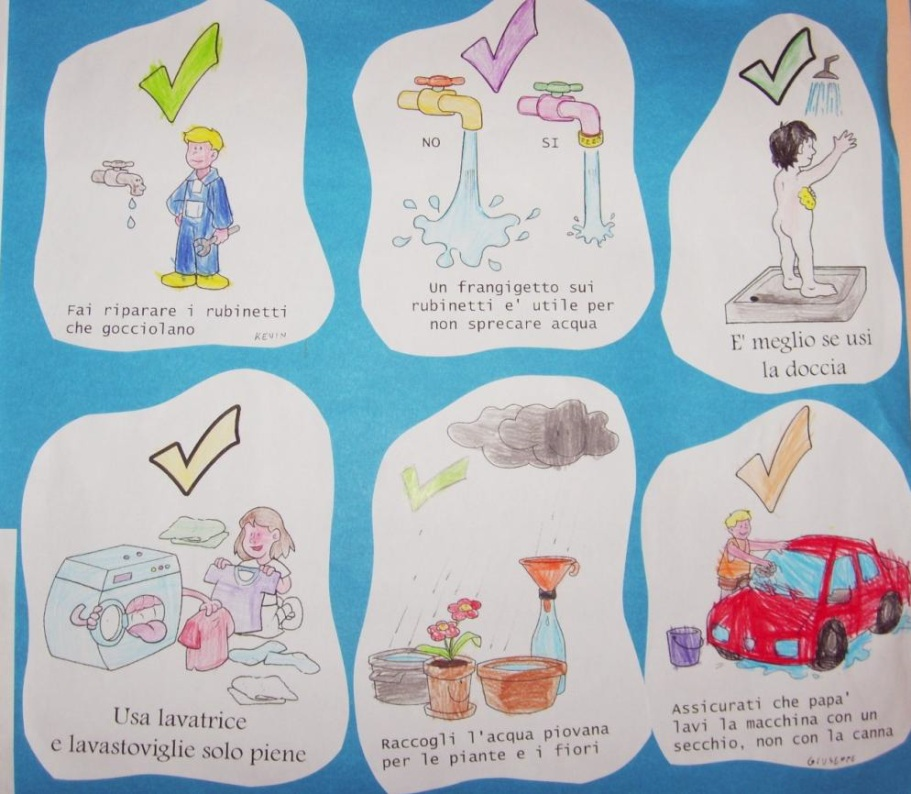 Fai riparare i rubinetti
che gocciolano
KEVIN
NO
SI
Un frangigetto sui
rubinetti e' utile per
non sprecare acqua
E' meglio se usi
la doccia
Usa lavatrice
e lavastoviglie solo piene
Raccogli l'acqua piovana
per le piante e i fiori
Assicurati che papa'
lavi la macchina con un
secchio, non con la canna
GIUSEPPE